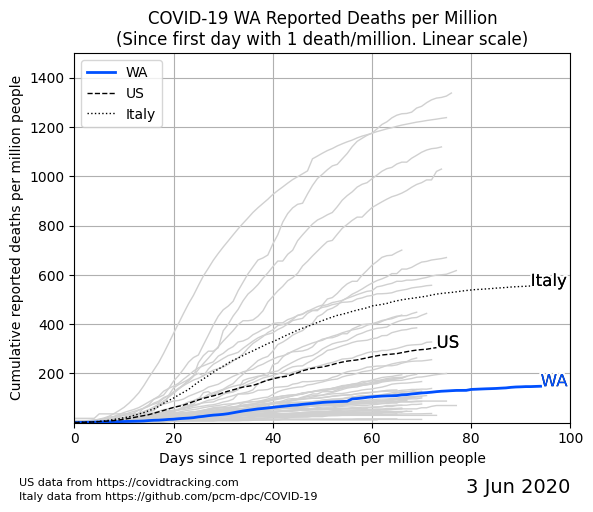 COVID-19 WA Reported Deaths per Million
(Since first day with 1 death/million. Linear scale)
Cumulative reported deaths per million people
1400
1200
1000
800
600
400
200
WA
US
Italy
Italy
US
WA
0
20
40
60
80
100
Days since 1 reported death per million people
US data from https://covidtracking.com
Italy data from https://github.com/pcm-dpc/COVID-19
3 Jun 2020